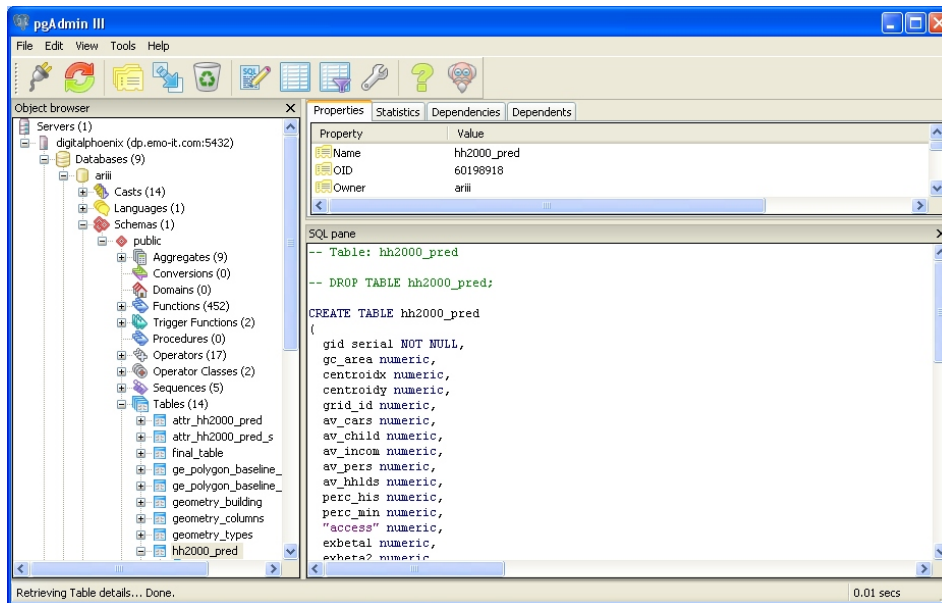 pgAdmin III
File Edit View Tools Help
Object browser
Servers (1)
digitalphoenix (dp.emo-it.com:5432)
Databases (9)
ariii
Casts (14)
Languages (1)
Schemas (1)
public
Aggregates (9)
Conversions (0)
Domains (0)
Functions (452)
Trigger Functions (2)
Procedures (0)
Operators (17)
Operator Classes (2)
Sequences (5)
Tables (14)
attr_hh2000_pred
attr_hh2000_pred_s
final_table
ge_polygon_baseline_
ge_polygon_baseline_
geometry_building
geometry_columns
geometry_types
hh2000_pred
Properties Statistics Dependencies Dependents
Property Value
Name hh2000_pred
OID 60198918
Owner ariii
SQL pane
-- Table: hh2000_pred
-- DROP TABLE hh2000_pred;
CREATE TABLE hh2000_pred
(
gid serial NOT NULL,
gc_area numeric,
centroidx numeric,
centroidy numeric,
grid_id numeric,
av_cars numeric,
av_child numeric,
av_incom numeric,
av_pers numeric,
av_hhlds numeric,
perc_his numeric,
perc_min numeric,
"access" numeric,
exbeta1 numeric,
exbeta2 numeric
Retrieving Table details... Done.
0.01 secs